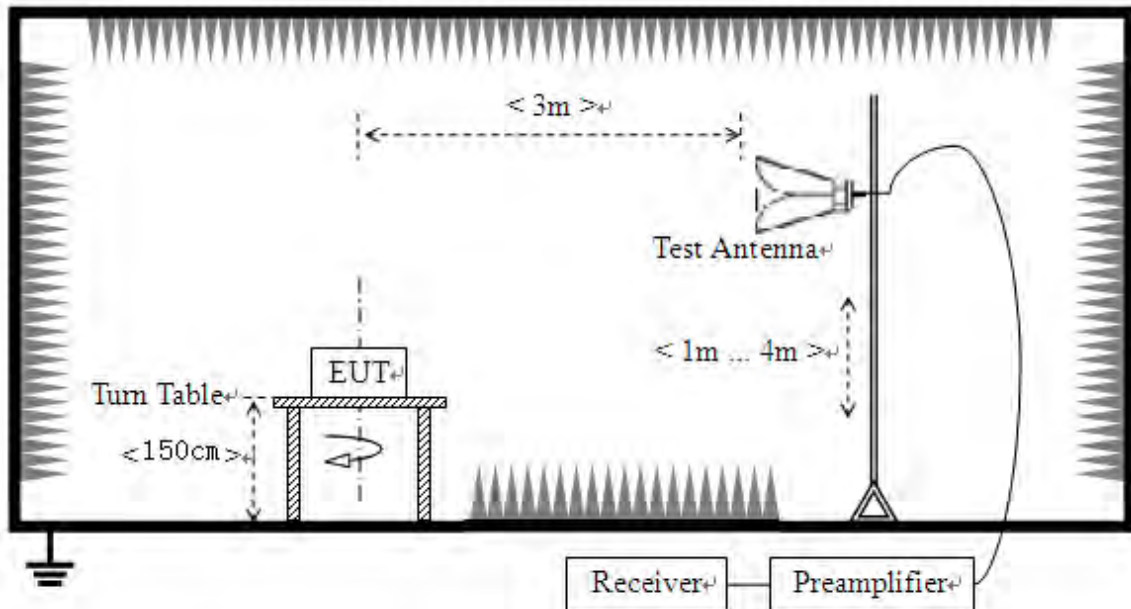 < 3m >
Test Antenna
< 1m ... 4m >
EUT
Turn Table
<150cm>
Receiver
Preamplifier